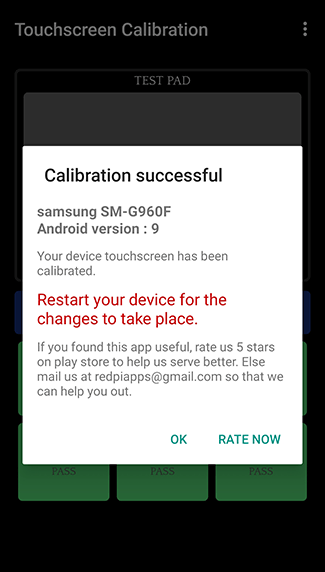 Touchscreen Calibration
TEST PAD
Calibration successful
samsung SM-G960F
Android version : 9
Your device touchscreen has been
calibrated.
Restart your device for the
changes to take place.
If you found this app useful, rate us 5 stars
on play store to help us serve better. Else
mail us at redpiapps@gmail.com so that we
can help you out.
OK RATE NOW
PASS PASS PASS